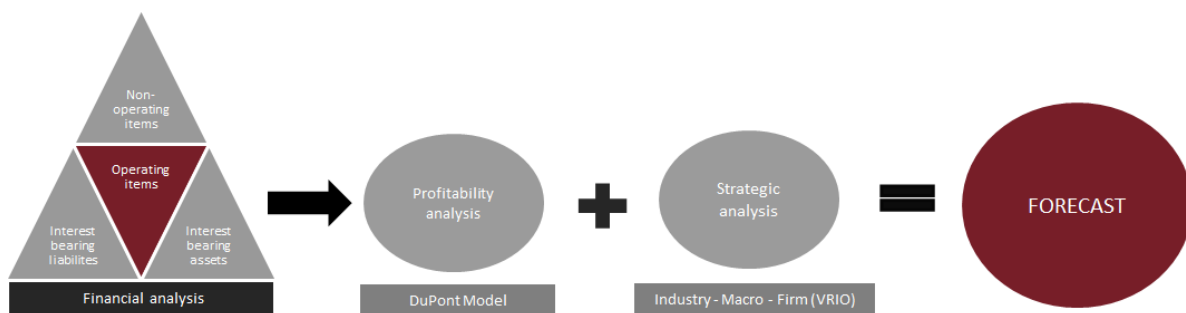 Non-
operating
items
Operating
items
Interest
bearing
liabilites
Interest
bearing
assets
Financial analysis
Profitability
analysis
DuPont Model
Strategic
analysis
Industry - Macro - Firm (VRIO)
FORECAST